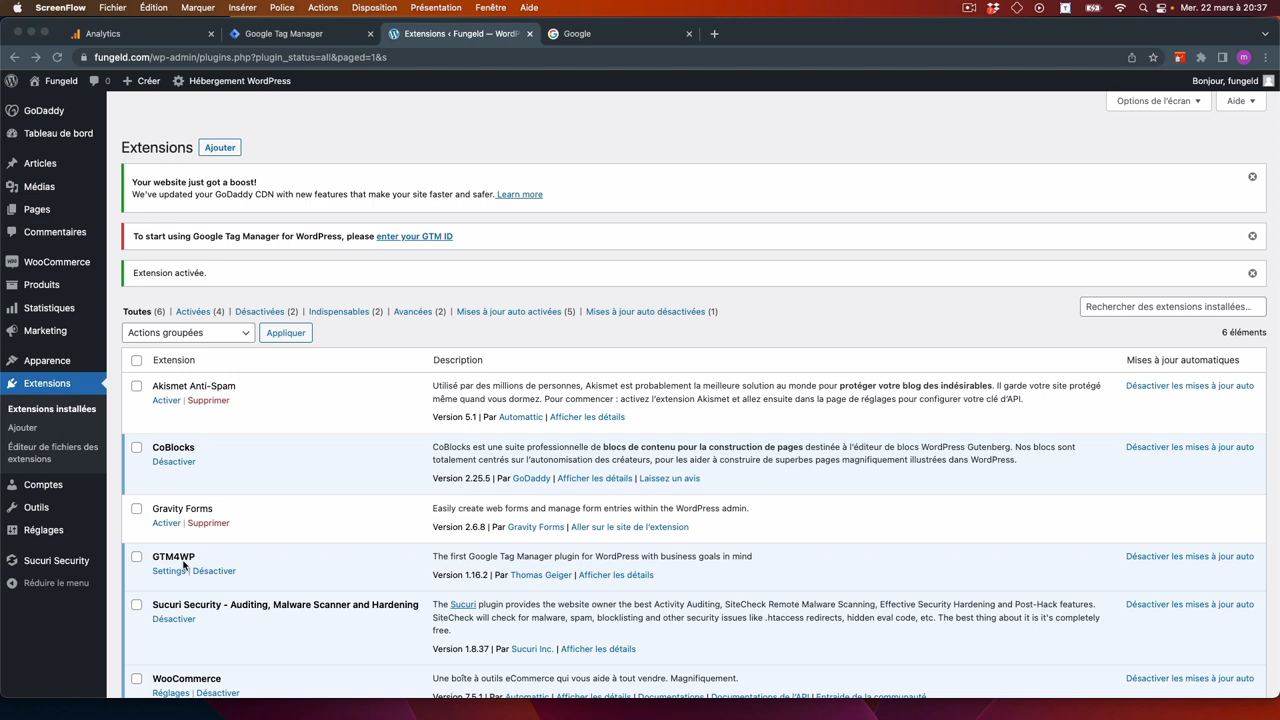 ScreenFlow Fichier Éditer Marquer Insérer Police Actions Disposition Présentation Fenêtre Aide Mer. 22 mars à 20:37
Analytics Google Tag Manager Extensions ‹ Fungeld — WordP Google
fungeld.com/wp-admin/plugins.php?plugin_status=all&paged=1&s m
Fungeld 0 Créer Hébergement WordPress Bonjour, fungeld
GoDaddy
Tableau de bord
Articles
Médias
Pages
Commentaires
WooCommerce
Produits
Statistiques
Marketing
Apparence
Extensions
Extensions installées
Ajouter
Éditeur de fichiers des
extensions
Comptes
Outils
Réglages
Sucuri Security
Réduire le menu
Options de l'écran Aide
Extensions Ajouter
Your website just got a boost!
We've updated your GoDaddy CDN with new features that make your site faster and safer. Learn more
To start using Google Tag Manager for WordPress, please enter your GTM ID
Extension activée.
Toutes (6) | Activées (4) | Désactivées (2) | Indispensables (2) | Avancées (2) | Mises à jour auto activées (5) | Mises à jour auto désactivées (1)
Rechercher des extensions installées...
Actions groupées Appliquer
6 éléments
Extension Description Mises à jour automatiques
Akismet Anti-Spam
Activer | Supprimer
Utilisé par des millions de personnes, Akismet est probablement la meilleure solution au monde pour protéger votre blog des indésirables. Il garde votre site protégé
même quand vous dormez. Pour commencer : activez l'extension Akismet et allez ensuite dans la page de réglages pour configurer votre clé d'API.
Version 5.1 | Par Automattic | Afficher les détails
Désactiver les mises à jour auto
CoBlocks
Désactiver
CoBlocks est une suite professionnelle de blocs de contenu pour la construction de pages destinée à l'éditeur de blocs WordPress Gutenberg. Nos blocs sont
totalement centrés sur l'autonomisation des créateurs, pour les aider à construire de superbes pages magnifiquement illustrées dans WordPress.
Version 2.25.5 | Par GoDaddy | Afficher les détails | Laissez un avis
Désactiver les mises à jour auto
Gravity Forms
Activer | Supprimer
Easily create web forms and manage form entries within the WordPress admin.
Version 2.6.8 | Par Gravity Forms | Aller sur le site de l'extension
GTM4WP
Settings | Désactiver
The first Google Tag Manager plugin for WordPress with business goals in mind
Version 1.16.2 | Par Thomas Geiger | Afficher les détails
Désactiver les mises à jour auto
Sucuri Security - Auditing, Malware Scanner and Hardening
Désactiver
The Sucuri plugin provides the website owner the best Activity Auditing, SiteCheck Remote Malware Scanning, Effective Security Hardening and Post-Hack features.
SiteCheck will check for malware, spam, blocklisting and other security issues like .htaccess redirects, hidden eval code, etc. The best thing about it is it's completely
free.
Version 1.8.37 | Par Sucuri Inc. | Afficher les détails
Désactiver les mises à jour auto
WooCommerce
Réglages | Désactiver
Une boîte à outils eCommerce qui vous aide à tout vendre. Magnifiquement.
Version 7.5.1 | Par Automattic | Afficher les détails | Documentation | Documentations de l'API | Entraide de la communauté
Désactiver les mises à jour auto